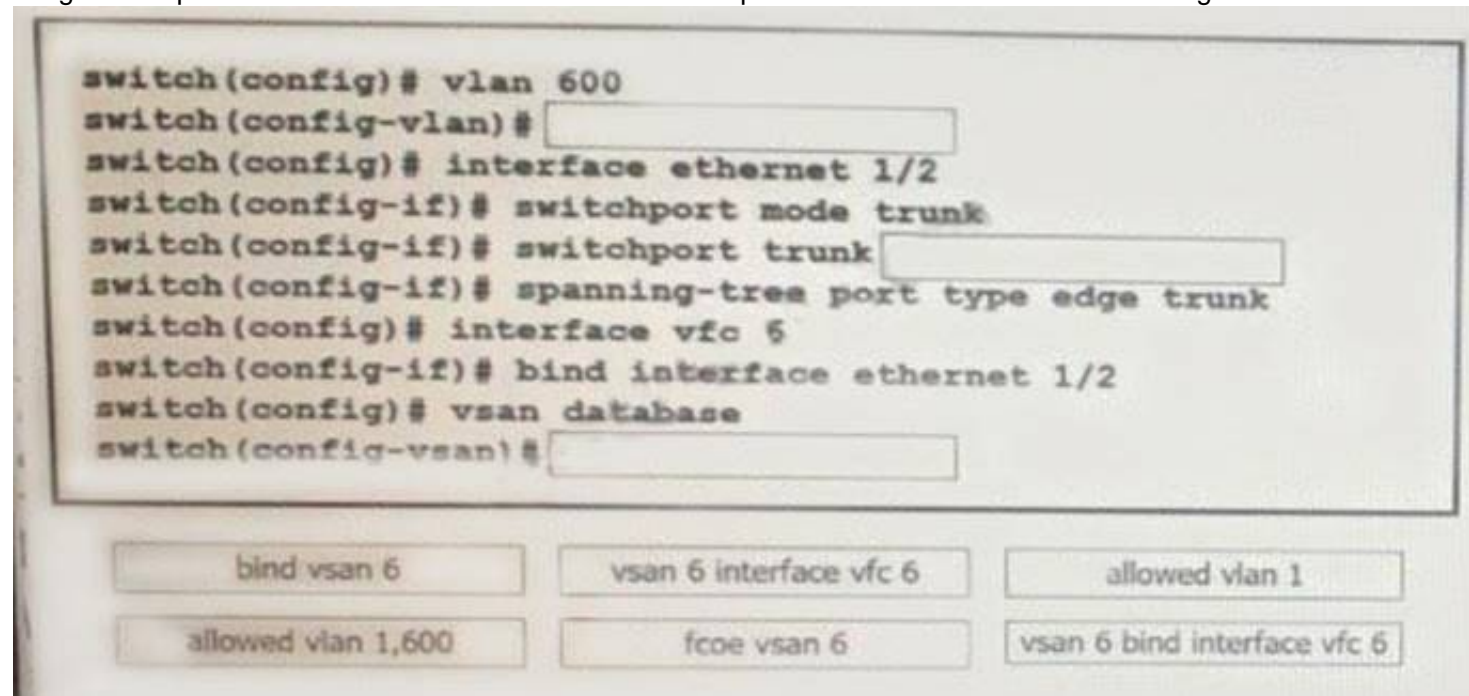 switch(config)# vlan 600
switch(config-vlan)#
switch(config)# interface ethernet 1/2
switch(config-if)# switchport mode trunk
switch(config-if)# switchport trunk
switch(config-if)# spanning-tree port type edge trunk
switch(config)# interface vfc 6
switch(config-if)# bind interface ethernet 1/2
switch(config)# vsan database
switch(config-vsan)#
bind vsan 6 vsan 6 interface vfc 6 allowed vlan 1
allowed vlan 1,600 fcoe vsan 6 vsan 6 bind interface vfc 6